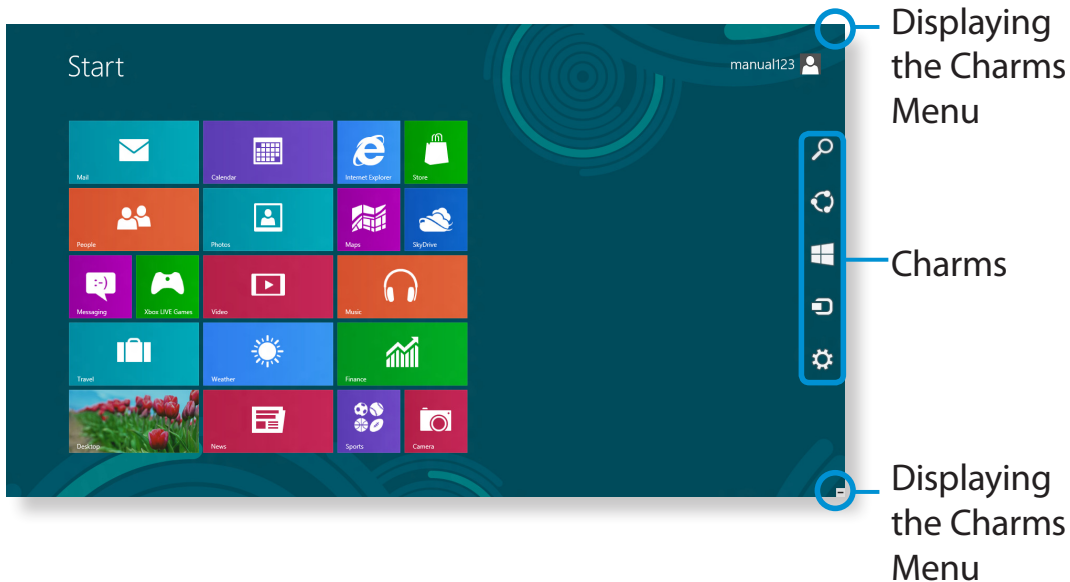 Displaying
the Charms
Menu
Start
manual123
Mail
Calendar
Internet Explorer
Store
People
Photos
Maps
SkyDrive
:-)
Messaging
Xbox LIVE Games
Video
Music
Charms
Travel
Weather
Finance
Desktop
News
Sports
Camera
Displaying
the Charms
Menu